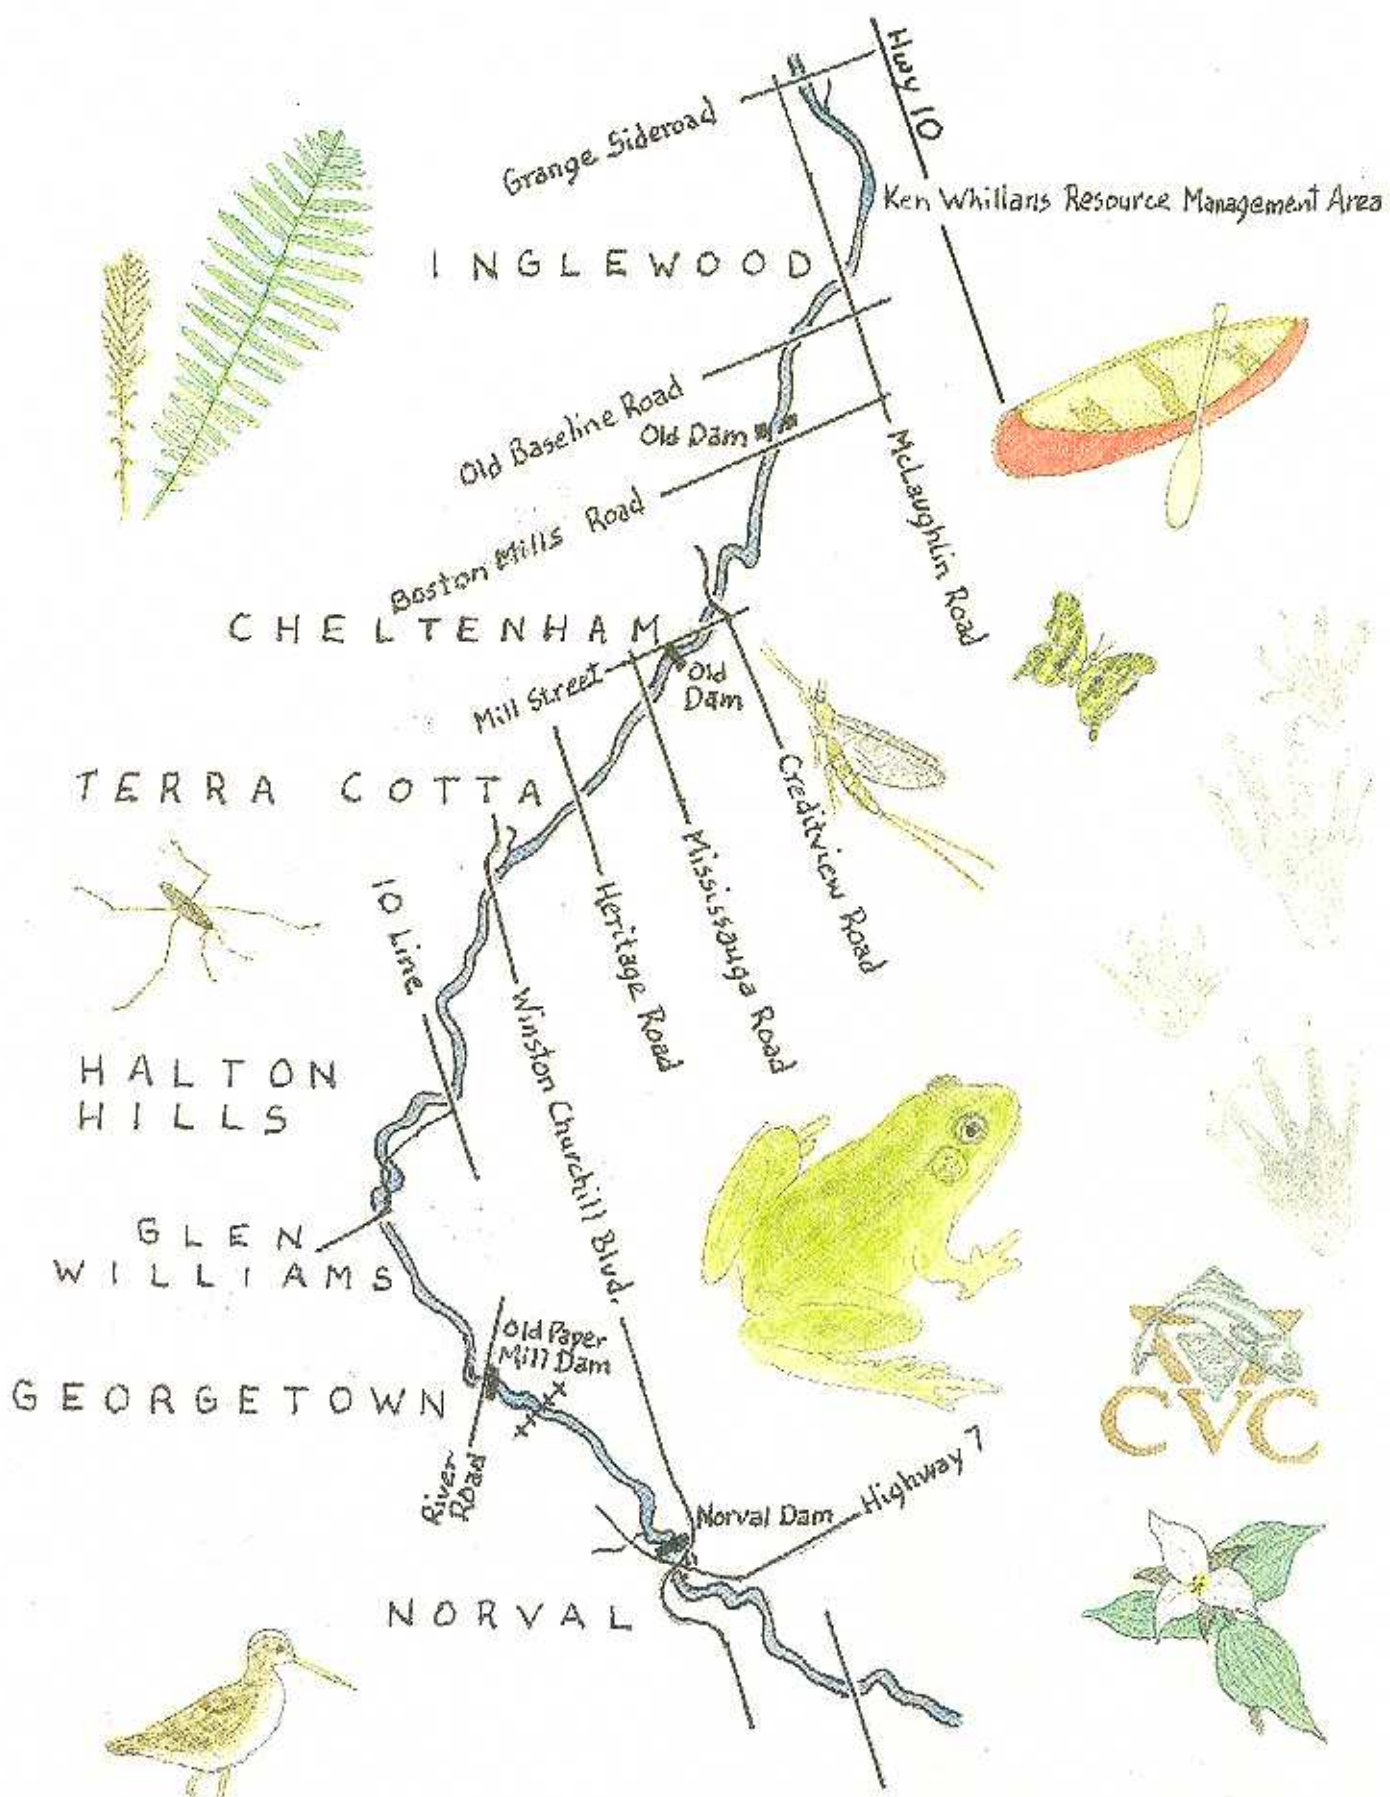 Hwy 10
Grange Sideroad
Ken Whillans Resource Management Area
INGLEWOOD
Old Baseline Road
Old Dam
McLaughlin Road
Boston Mills Road
CHELTENHAM
Old
Dam
Mill Street
TERRA COTTA
Creditview Road
Mississauga Road
Heritage Road
10 Line
Winston Churchill Blvd.
HALTON
HILLS
GLEN
WILLIAMS
Old Paper
Mill Dam
GEORGETOWN
CVC
River
Road
Highway 7
Norval Dam
NORVAL